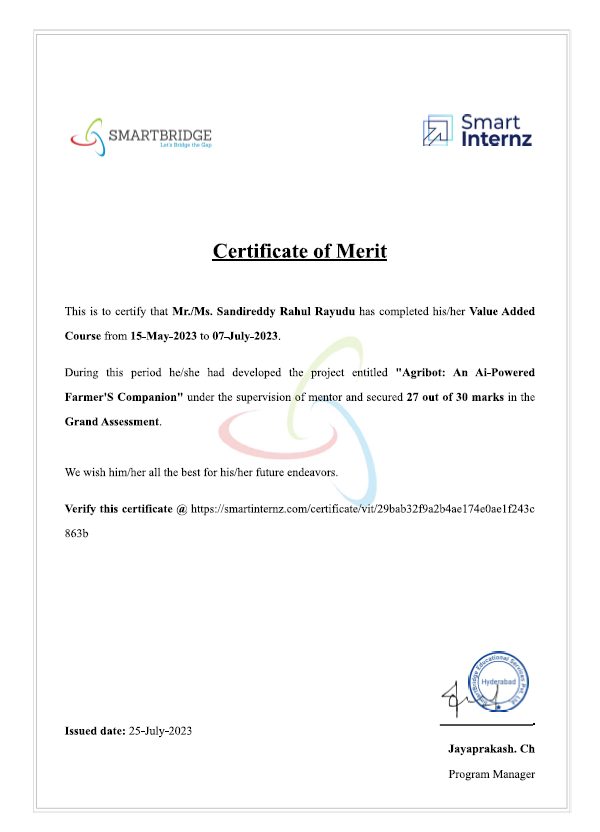 SMARTBRIDGE
Let's Bridge the Gap
Smart
Internz
Certificate of Merit
This is to certify that Mr./Ms. Sandireddy Rahul Rayudu has completed his/her Value Added
Course from 15-May-2023 to 07-July-2023.
During this period he/she had developed the project entitled "Agribot: An Ai-Powered
Farmer'S Companion" under the supervision of mentor and secured 27 out of 30 marks in the
Grand Assessment.
We wish him/her all the best for his/her future endeavors.
Verify this certificate @ https://smartinternz.com/certificate/vit/29bab32f9a2b4ae174e0ae1f243c
863b
Smartbridge Educational Services Pvt. Ltd
Hyderabad
Issued date: 25-July-2023
Jayaprakash. Ch
Program Manager